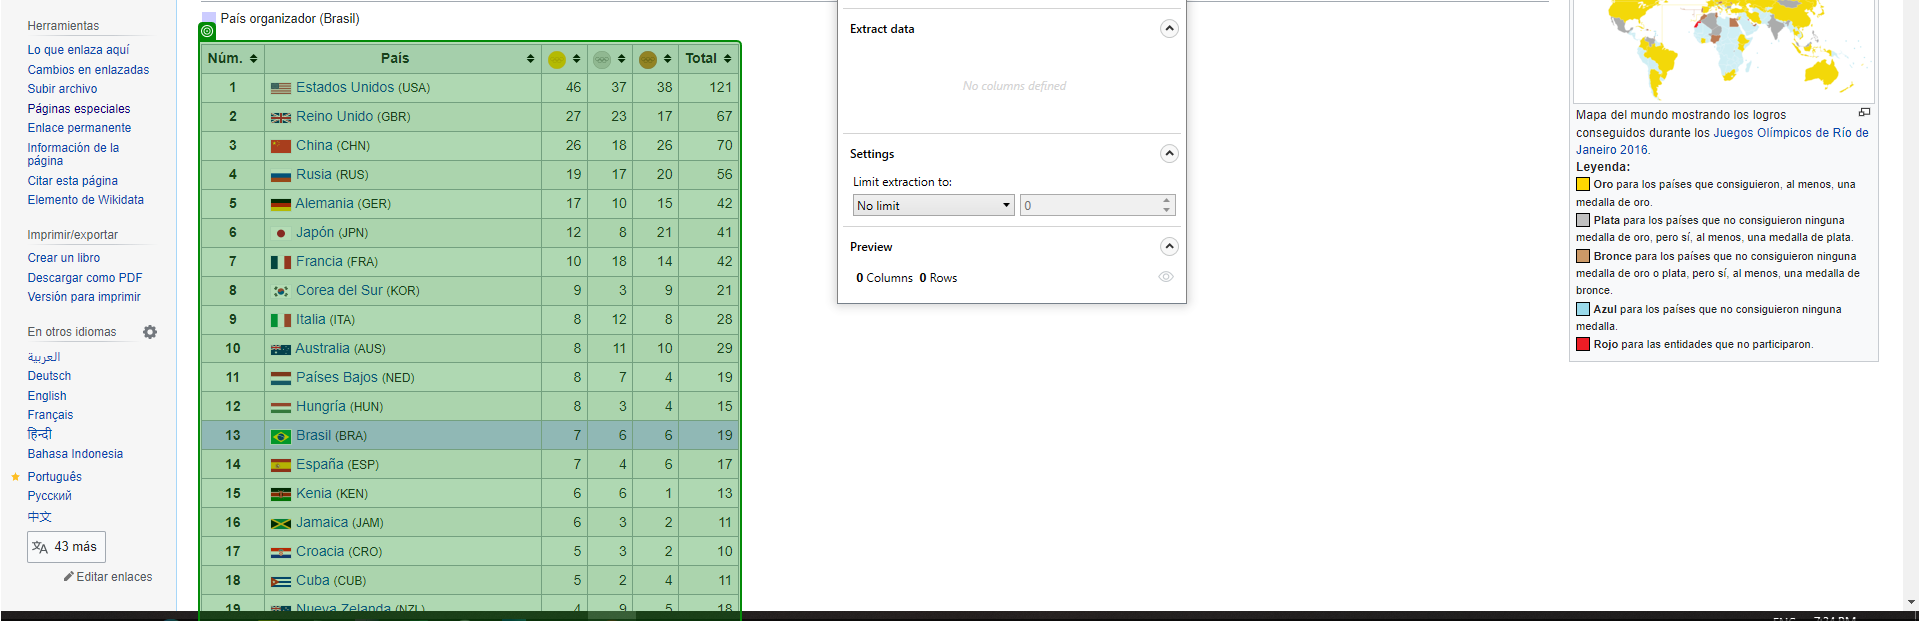 Herramientas
Lo que enlaza aquí
Cambios en enlazadas
Subir archivo
Páginas especiales
Enlace permanente
Información de la
página
Citar esta página
Elemento de Wikidata
Imprimir/exportar
Crear un libro
Descargar como PDF
Versión para imprimir
En otros idiomas
العربية
Deutsch
English
Français
हिन्दी
Bahasa Indonesia
Português
Русский
中文
43 más
Editar enlaces
País organizador (Brasil)
Núm. País Total
1 Estados Unidos (USA) 46 37 38 121
2 Reino Unido (GBR) 27 23 17 67
3 China (CHN) 26 18 26 70
4 Rusia (RUS) 19 17 20 56
5 Alemania (GER) 17 10 15 42
6 Japón (JPN) 12 8 21 41
7 Francia (FRA) 10 18 14 42
8 Corea del Sur (KOR) 9 3 9 21
9 Italia (ITA) 8 12 8 28
10 Australia (AUS) 8 11 10 29
11 Países Bajos (NED) 8 7 4 19
12 Hungría (HUN) 8 3 4 15
13 Brasil (BRA) 7 6 6 19
14 España (ESP) 7 4 6 17
15 Kenia (KEN) 6 6 1 13
16 Jamaica (JAM) 6 3 2 11
17 Croacia (CRO) 5 3 2 10
18 Cuba (CUB) 5 2 4 11
19 Nueva Zelanda (NZL) 4 9 5 18
Extract data
No columns defined
Settings
Limit extraction to:
No limit 0
Preview
0 Columns 0 Rows
Mapa del mundo mostrando los logros
conseguidos durante los Juegos Olímpicos de Río de
Janeiro 2016.
Leyenda:
Oro para los países que consiguieron, al menos, una
medalla de oro.
Plata para los países que no consiguieron ninguna
medalla de oro, pero sí, al menos, una medalla de plata.
Bronce para los países que no consiguieron ninguna
medalla de oro o plata, pero sí, al menos, una medalla de
bronce.
Azul para los países que no consiguieron ninguna
medalla.
Rojo para las entidades que no participaron.